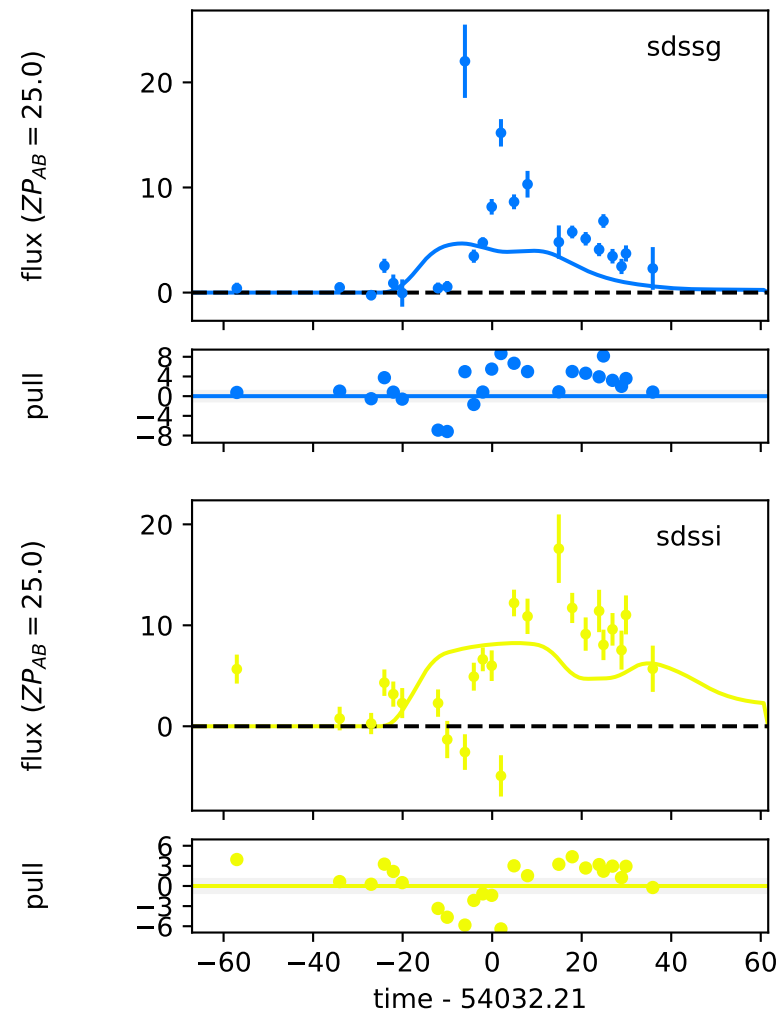 sdssg
flux (ZP_AB = 25.0)
20
10
0
pull
8
4
0
−4
−8
sdssi
flux (ZP_AB = 25.0)
20
10
0
pull
6
3
0
−3
−6
−60 −40 −20 0 20 40 60
time - 54032.21